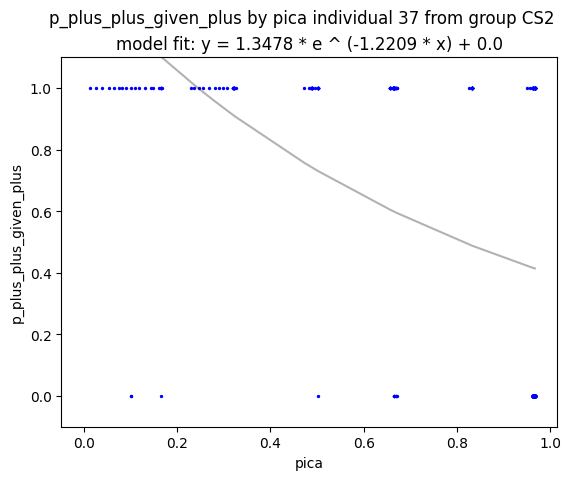 p_plus_plus_given_plus by pica individual 37 from group CS2
model fit: y = 1.3478 * e ^ (-1.2209 * x) + 0.0
p_plus_plus_given_plus
1.0
0.8
0.6
0.4
0.2
0.0
0.0 0.2 0.4 0.6 0.8 1.0
pica